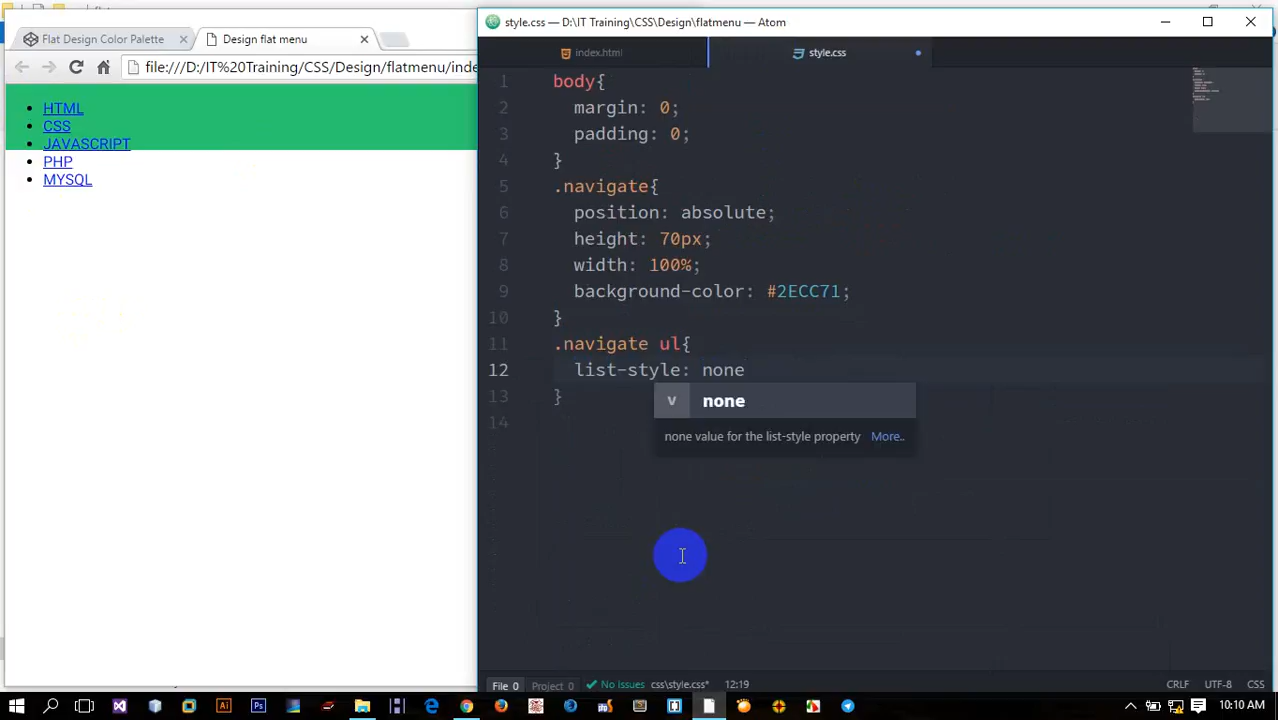 style.css — D:\IT Training\CSS\Design\flatmenu — Atom
Flat Design Color Palette
Design flat menu
file:///D:/IT%20Training/CSS/Design/flatmenu/inde
index.html
style.css
HTML
CSS
JAVASCRIPT
PHP
MYSQL
1 body{
2 margin: 0;
3 padding: 0;
4 }
5 .navigate{
6 position: absolute;
7 height: 70px;
8 width: 100%;
9 background-color: #2ECC71;
10 }
11 .navigate ul{
12 list-style: none
13 }
14
v none
none value for the list-style property More..
File 0 Project 0 No Issues css\style.css* 12:19 CRLF UTF-8 CSS
10:10 AM